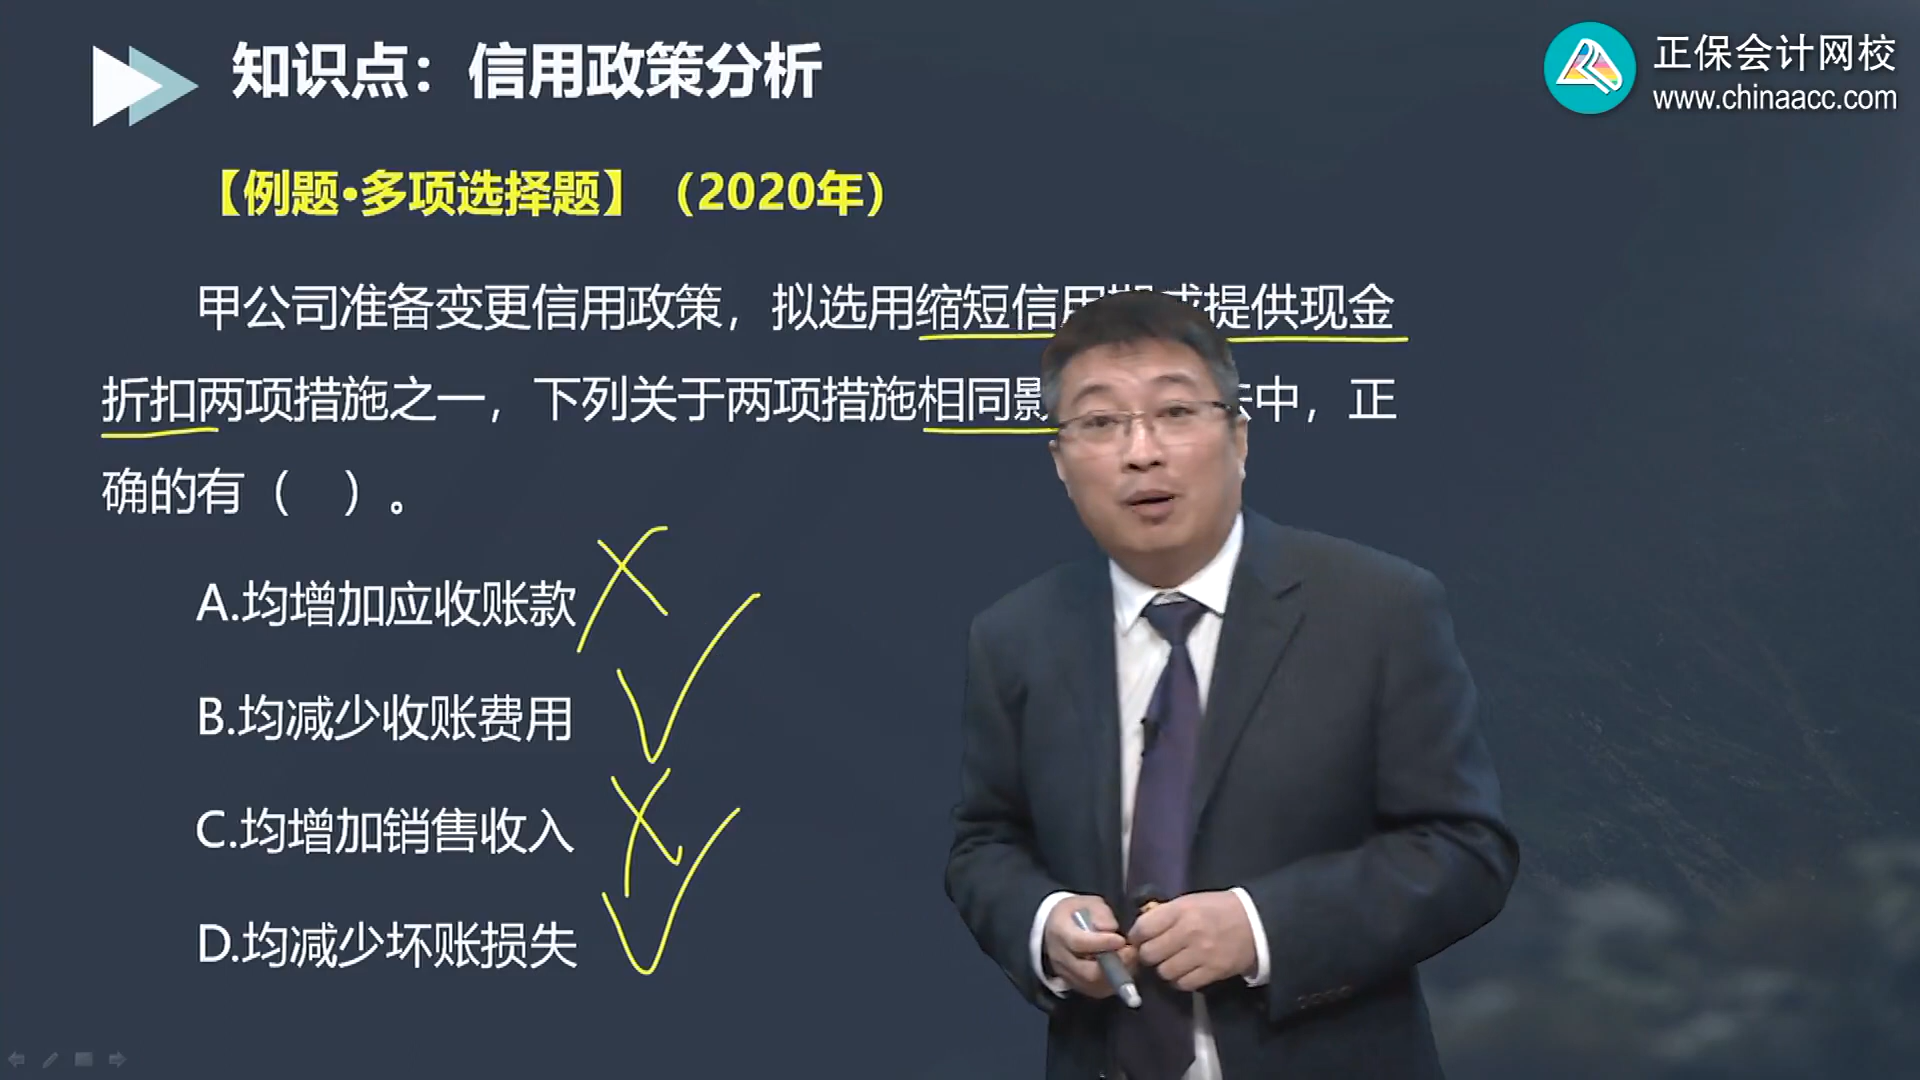 知识点：信用政策分析
正保会计网校
www.chinaacc.com
【例题·多项选择题】（2020年）
甲公司准备变更信用政策，拟选用缩短信用 提供现金
折扣两项措施之一，下列关于两项措施相同影 中，正
确的有（ ）。
A.均增加应收账款
B.均减少收账费用
C.均增加销售收入
D.均减少坏账损失